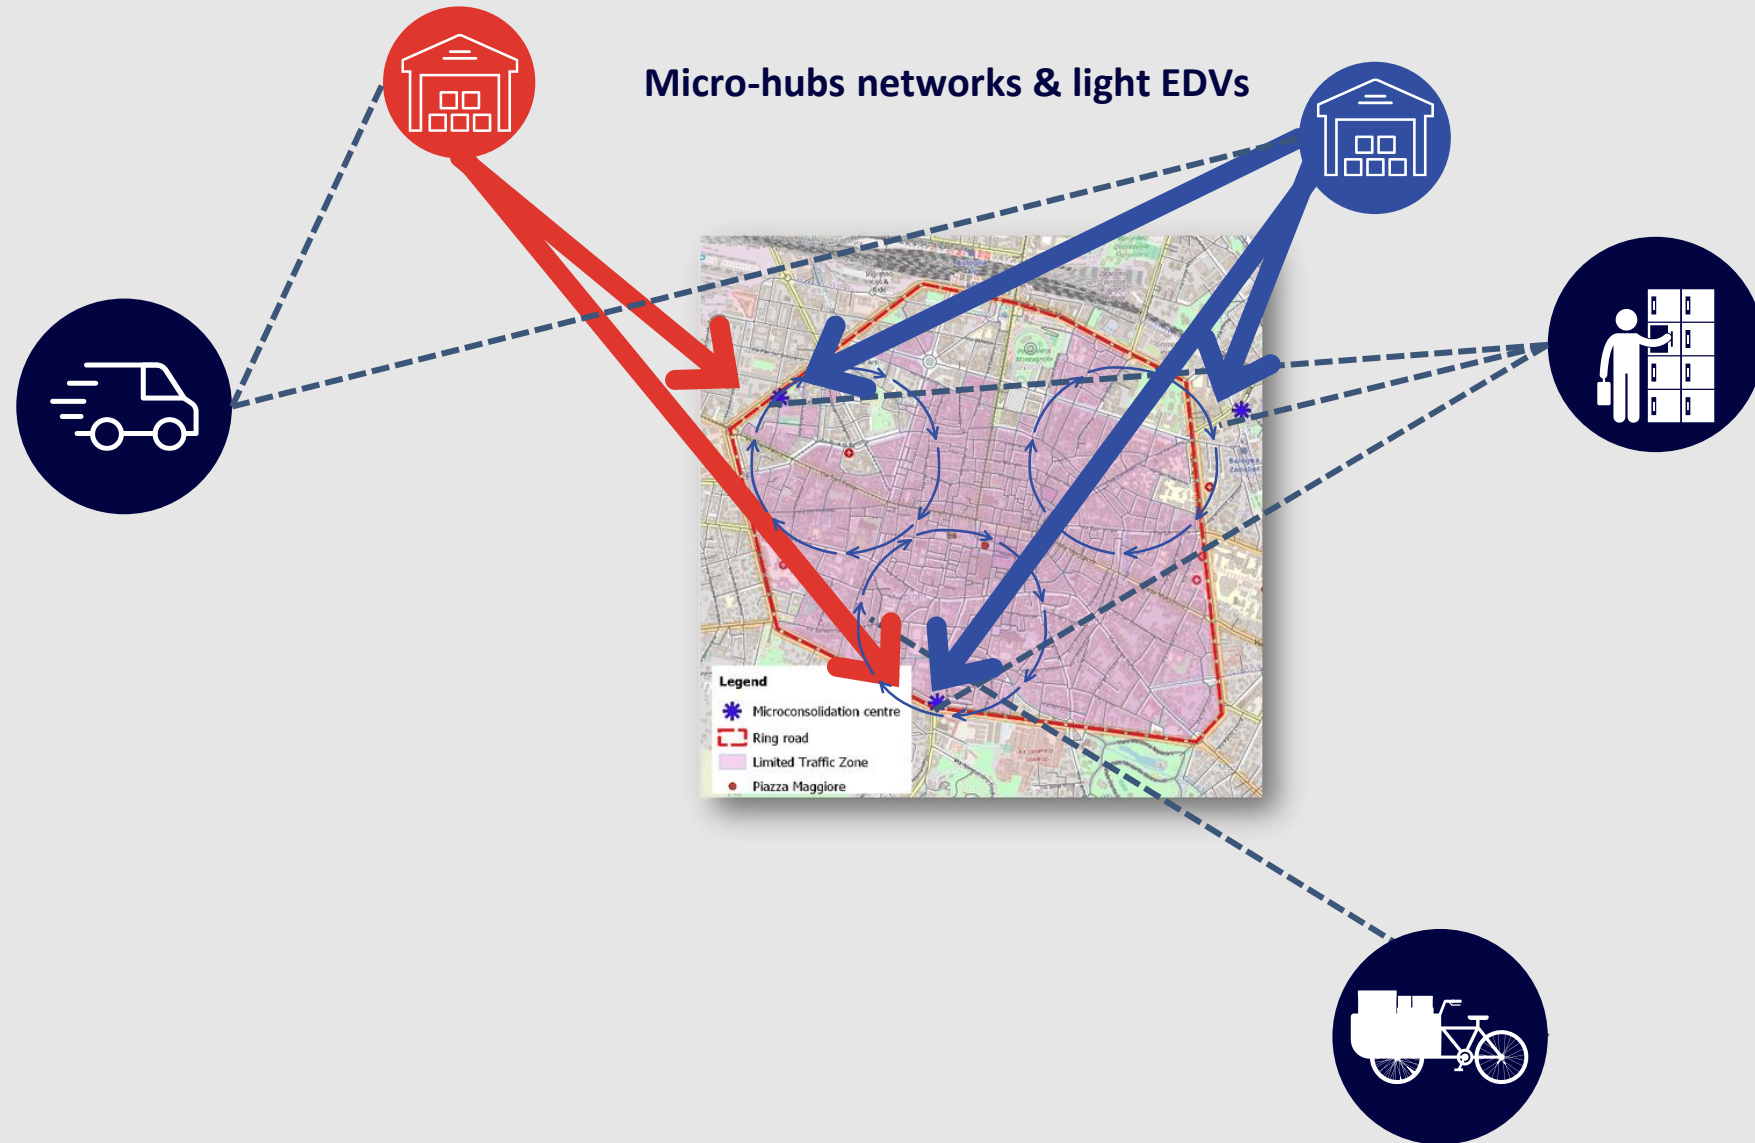 Micro-hubs networks & light EDVs
Legend
Microconsolidation centre
Ring road
Limited Traffic Zone
Piazza Maggiore